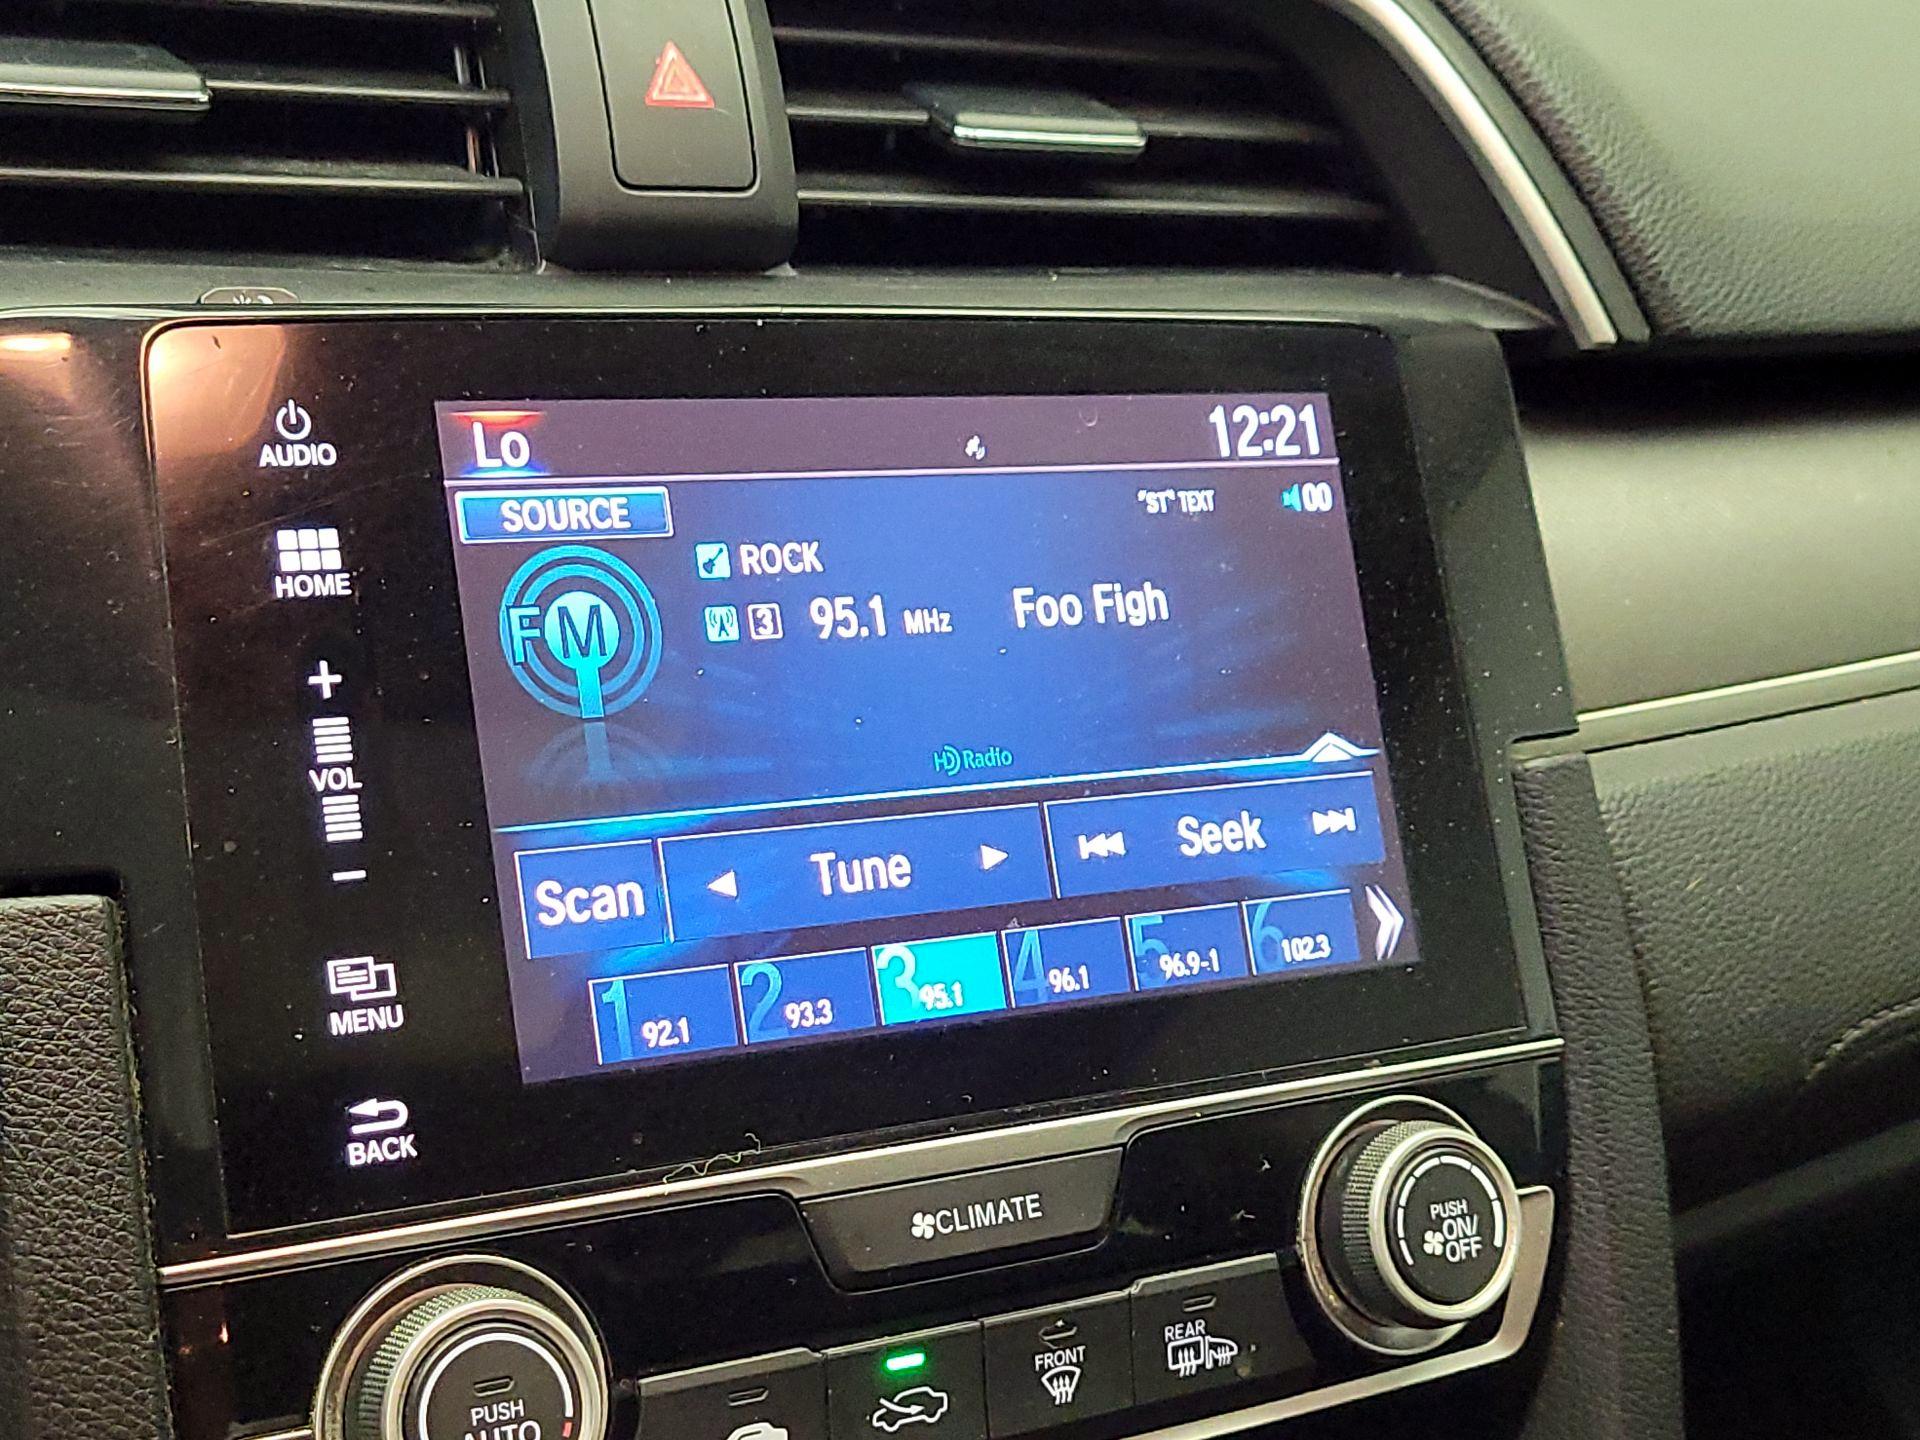 AUDIO
HOME
+
VOL
-
MENU
BACK
Lo
12:21
SOURCE
"ST" TEXT
00
ROCK
FM
3 95.1 MHz Foo Figh
HD Radio
Scan
Tune
Seek
1 92.1
2 93.3
3 95.1
4 96.1
5 96.9-1
6 102.3
CLIMATE
PUSH
ON/
OFF
PUSH
AUTO
FRONT
REAR